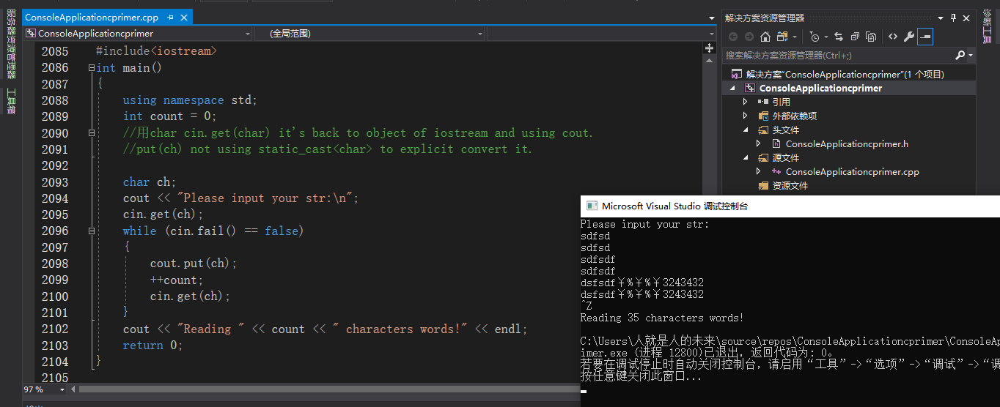 服务器资源管理器
工具箱
ConsoleApplicationcprimer.cpp
ConsoleApplicationcprimer
(全局范围)
2085 #include<iostream>
2086 int main()
2087 {
2088 using namespace std;
2089 int count = 0;
2090 //用char cin.get(char) it's back to object of iostream and using cout.
2091 //put(ch) not using static_cast<char> to explicit convert it.
2092
2093 char ch;
2094 cout << "Please input your str:\n";
2095 cin.get(ch);
2096 while (cin.fail() == false)
2097 {
2098 cout.put(ch);
2099 ++count;
2100 cin.get(ch);
2101 }
2102 cout << "Reading " << count << " characters words!" << endl;
2103 return 0;
2104 }
2105
97 %
解决方案资源管理器
搜索解决方案资源管理器(Ctrl+;)
解决方案"ConsoleApplicationcprimer"(1 个项目)
ConsoleApplicationcprimer
引用
外部依赖项
头文件
ConsoleApplicationcprimer.h
源文件
ConsoleApplicationcprimer.cpp
资源文件
诊断工具
Microsoft Visual Studio 调试控制台
Please input your str:
sdfsd
sdfsd
sdfsdf
sdfsdf
dsfsdf￥%￥%￥3243432
dsfsdf￥%￥%￥3243432
^Z
Reading 35 characters words!
C:\Users\人就是人的未来\source\repos\ConsoleApplicationcprimer\ConsoleAp
imer.exe (进程 12800)已退出，返回代码为: 0。
若要在调试停止时自动关闭控制台，请启用“工具”->“选项”->“调试”->“调
按任意键关闭此窗口...